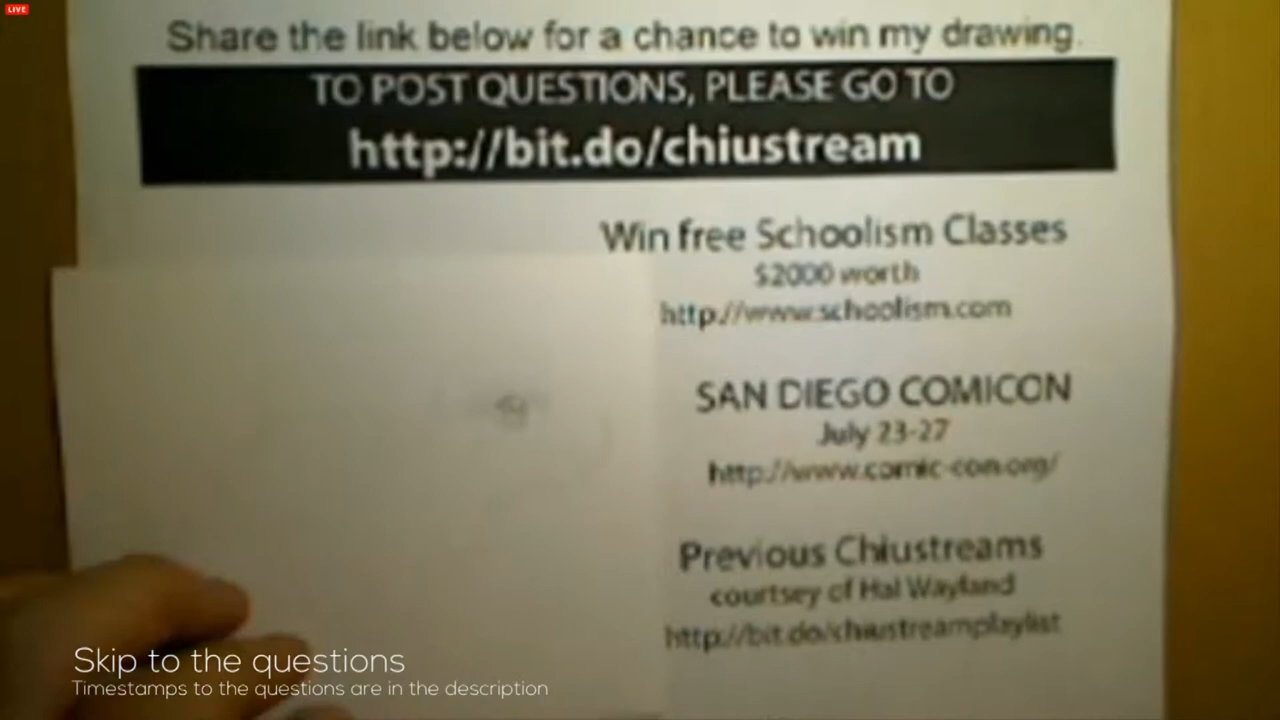 LIVE
Share the link below for a chance to win my drawing.
TO POST QUESTIONS, PLEASE GO TO
http://bit.do/chiustream
Win free Schoolism Classes
$2000 worth
http://www.schoolism.com
SAN DIEGO COMICON
July 23-27
http://www.comic-con.org/
Previous Chiustreams
courtsey of Hal Wayland
http://bit.do/chiustreamplaylist
Skip to the questions
Timestamps to the questions are in the description